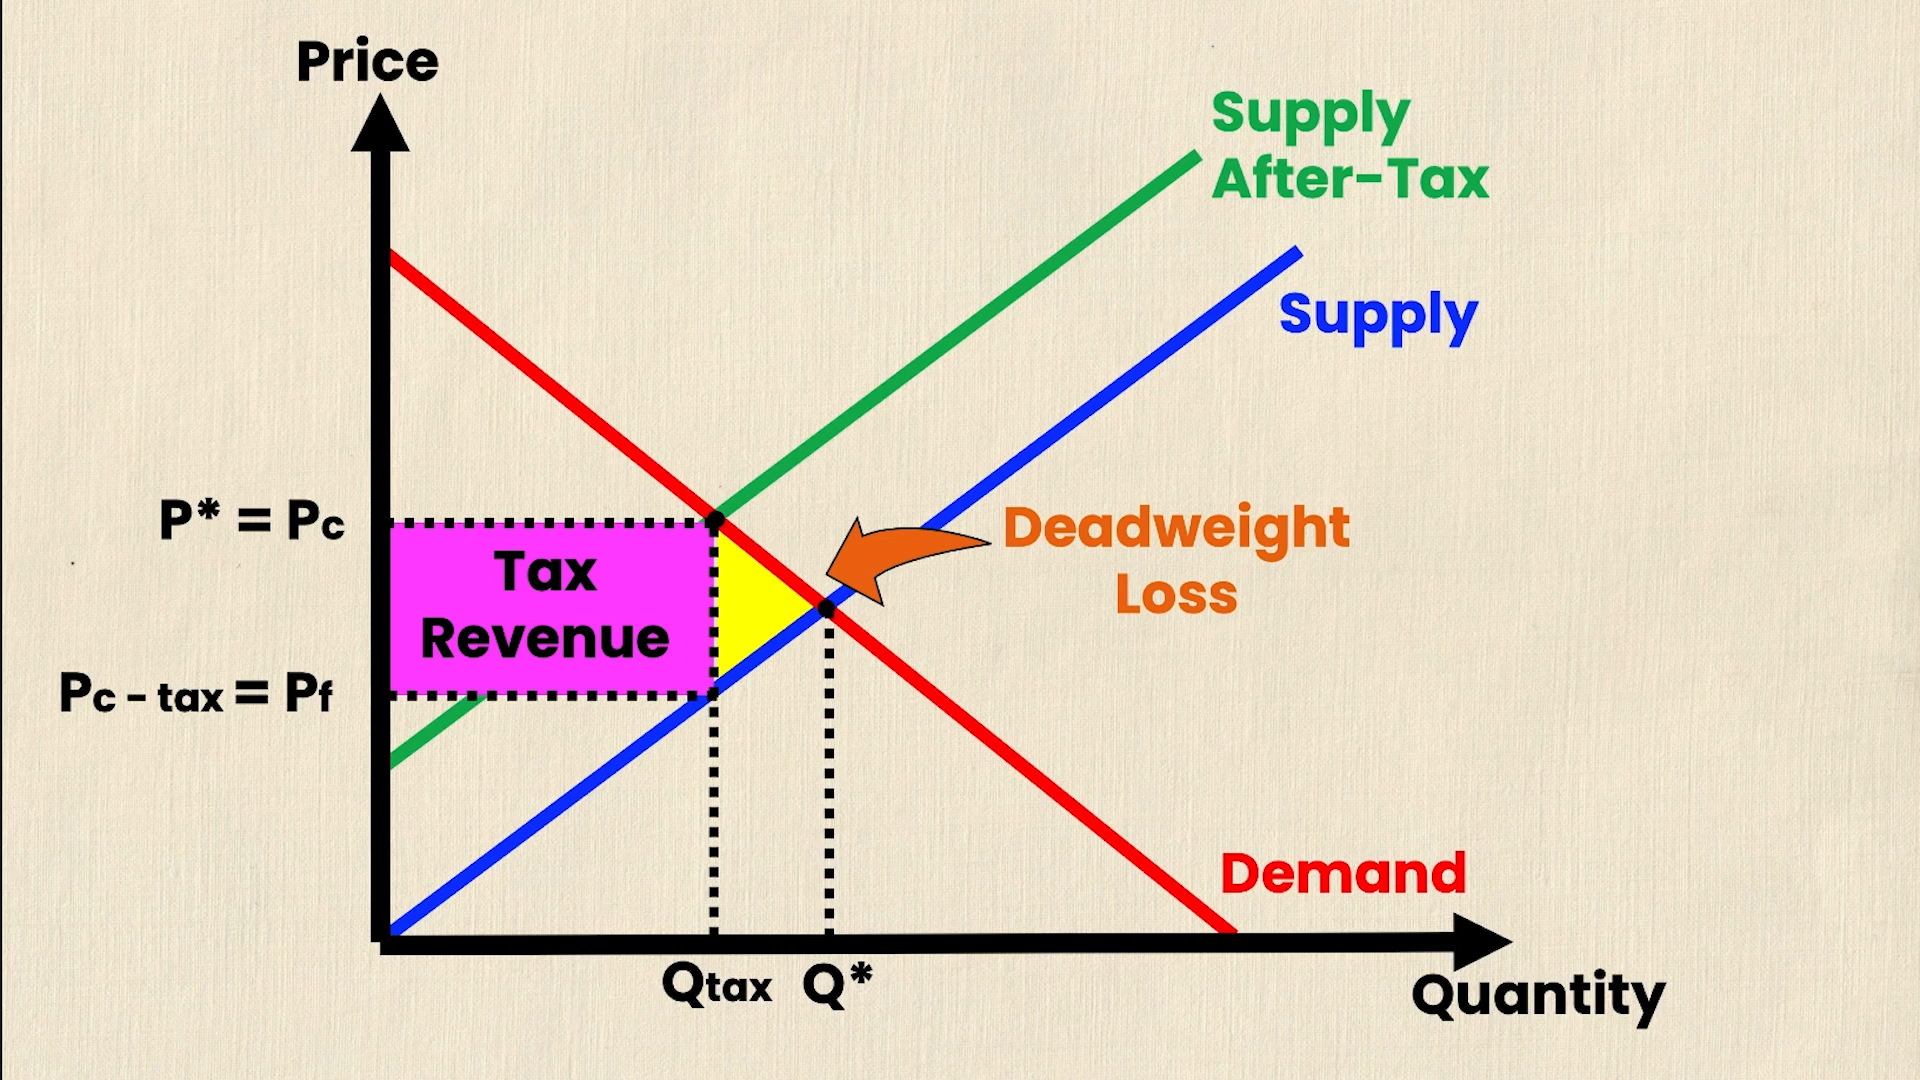 Price
Supply
After-Tax
Supply
P* = Pc
Tax
Revenue
Deadweight
Loss
Pc - tax = Pf
Demand
Qtax
Q*
Quantity